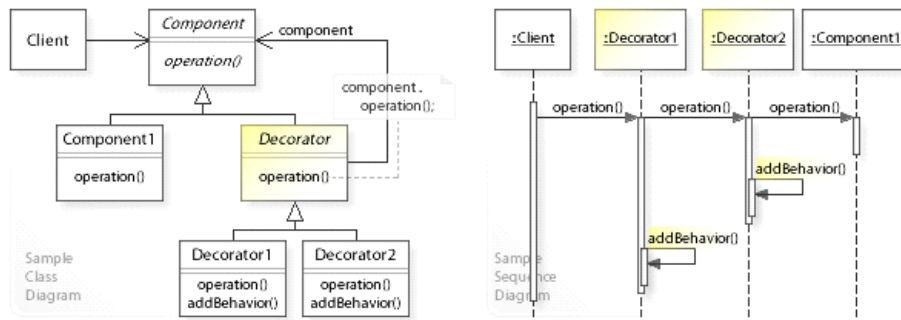 Client
Component
operation()
component
component.
operation();
Component1
operation()
Decorator
operation()
Decorator1
operation()
addBehavior()
Decorator2
operation()
addBehavior()
Sample
Class
Diagram
:Client
:Decorator1
:Decorator2
:Component1
operation()
operation()
operation()
addBehavior()
addBehavior()
Sample
Sequence
Diagram